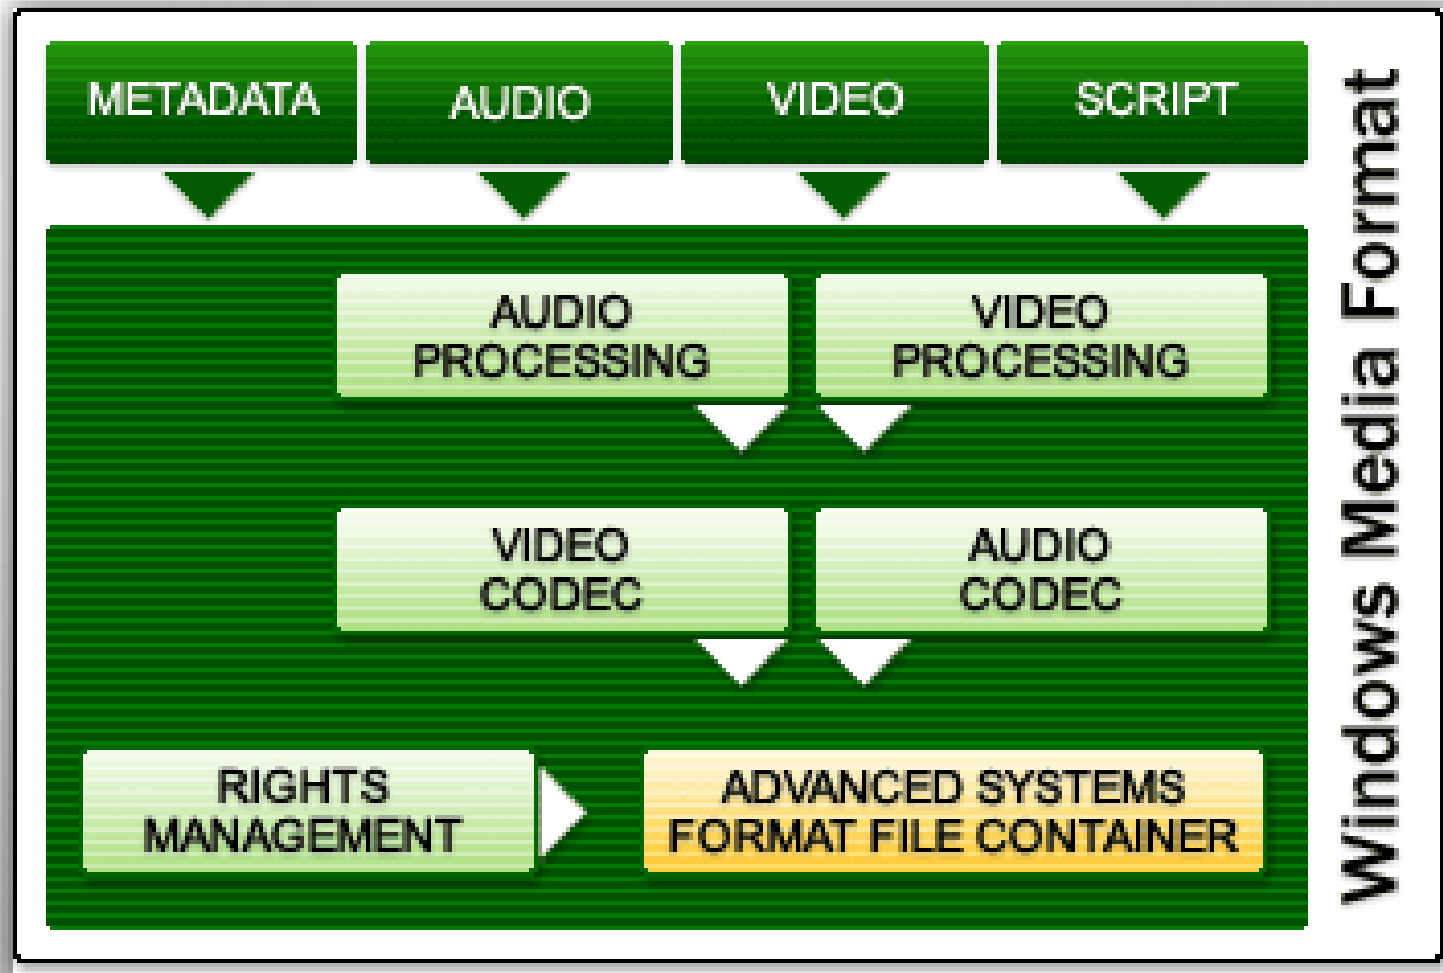 METADATA
AUDIO
VIDEO
SCRIPT
AUDIO
PROCESSING
VIDEO
PROCESSING
VIDEO
CODEC
AUDIO
CODEC
RIGHTS
MANAGEMENT
ADVANCED SYSTEMS
FORMAT FILE CONTAINER
Windows Media Format